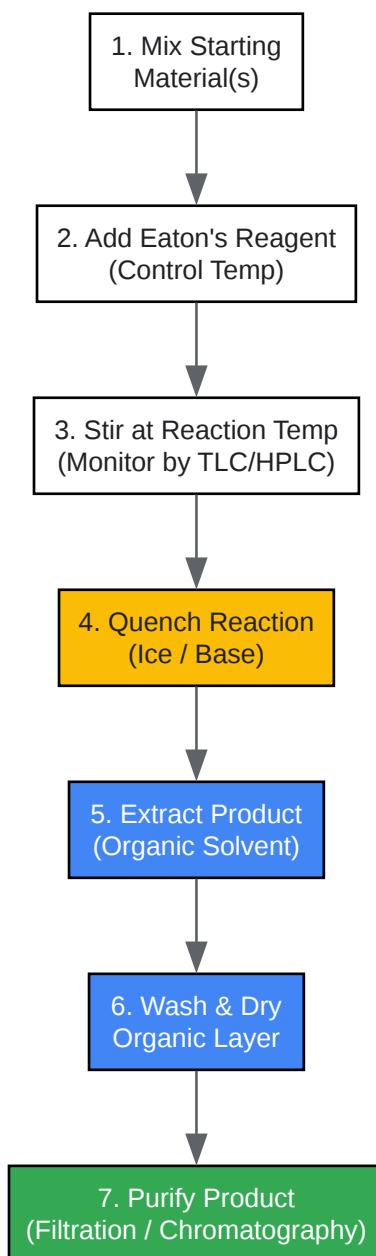 1. Mix Starting
Material(s)
2. Add Eaton's Reagent
(Control Temp)
3. Stir at Reaction Temp
(Monitor by TLC/HPLC)
4. Quench Reaction
(Ice / Base)
5. Extract Product
(Organic Solvent)
6. Wash & Dry
Organic Layer
7. Purify Product
(Filtration / Chromatography)